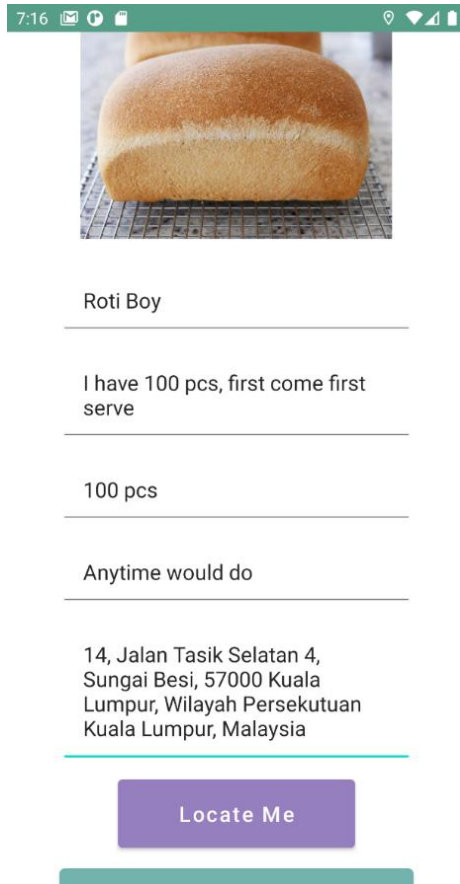 7:16
Roti Boy
I have 100 pcs, first come first
serve
100 pcs
Anytime would do
14, Jalan Tasik Selatan 4,
Sungai Besi, 57000 Kuala
Lumpur, Wilayah Persekutuan
Kuala Lumpur, Malaysia
Locate Me